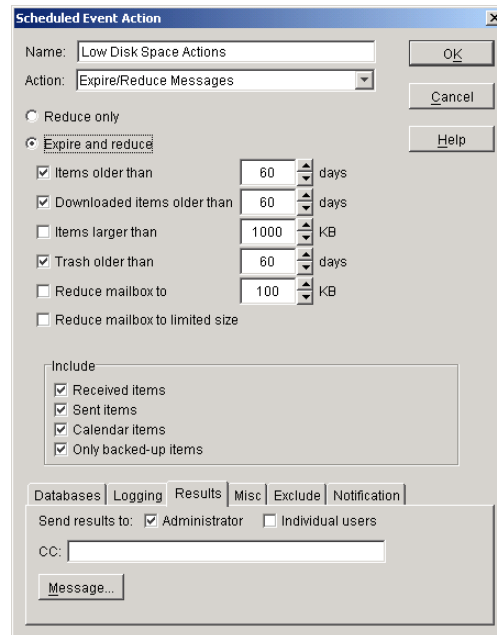 Scheduled Event Action
Name: Low Disk Space Actions
OK
Action: Expire/Reduce Messages
Cancel
Reduce only
Help
Expire and reduce
Items older than 60 days
Downloaded items older than 60 days
Items larger than 1000 KB
Trash older than 60 days
Reduce mailbox to 100 KB
Reduce mailbox to limited size
Include
Received items
Sent items
Calendar items
Only backed-up items
Databases Logging Results Misc Exclude Notification
Send results to: Administrator Individual users
CC:
Message...